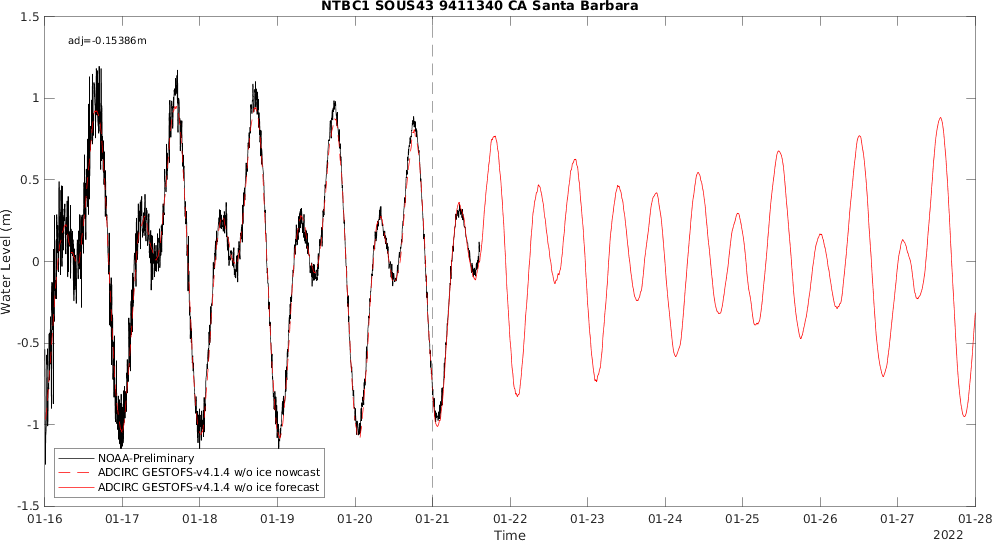 NTBC1 SOUS43 9411340 CA Santa Barbara
adj=-0.15386m
Water Level (m)
1.5
1
0.5
0
-0.5
-1
-1.5
NOAA-Preliminary
ADCIRC GESTOFS-v4.1.4 w/o ice nowcast
ADCIRC GESTOFS-v4.1.4 w/o ice forecast
01-16 01-17 01-18 01-19 01-20 01-21 01-22 01-23 01-24 01-25 01-26 01-27 01-28
Time
2022